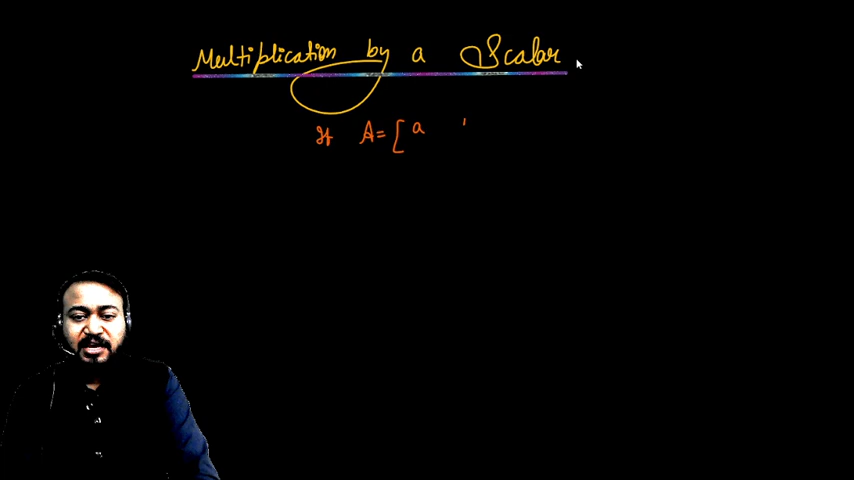 Multiplication by a Scalar
If A = [ a